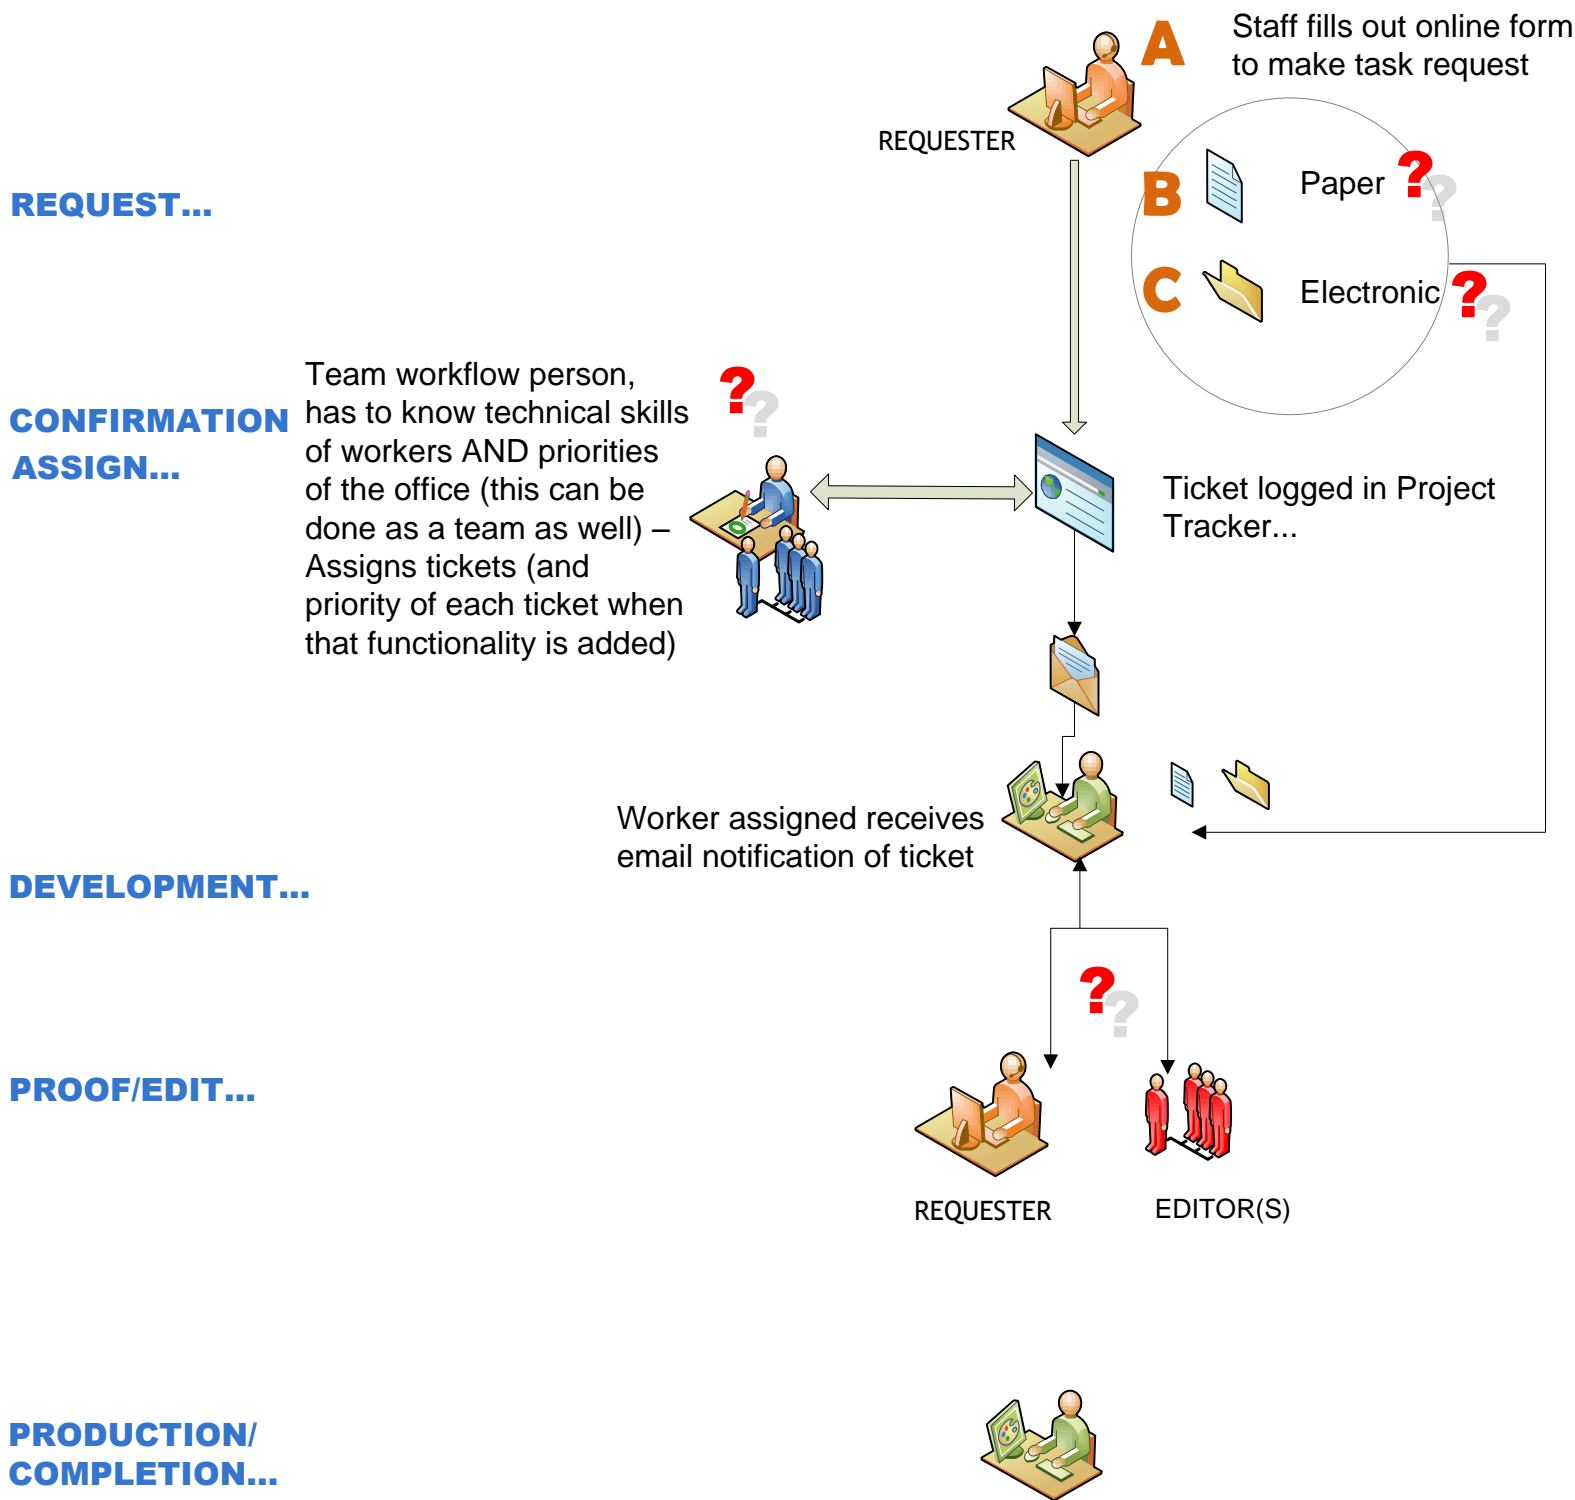 A
Staff fills out online form
to make task request
REQUESTER
REQUEST...
B
Paper
??
C
Electronic
??
CONFIRMATION
ASSIGN...
Team workflow person,
has to know technical skills
of workers AND priorities
of the office (this can be
done as a team as well) –
Assigns tickets (and
priority of each ticket when
that functionality is added)
??
Ticket logged in Project
Tracker...
Worker assigned receives
email notification of ticket
DEVELOPMENT...
??
PROOF/EDIT...
REQUESTER
EDITOR(S)
PRODUCTION/
COMPLETION...